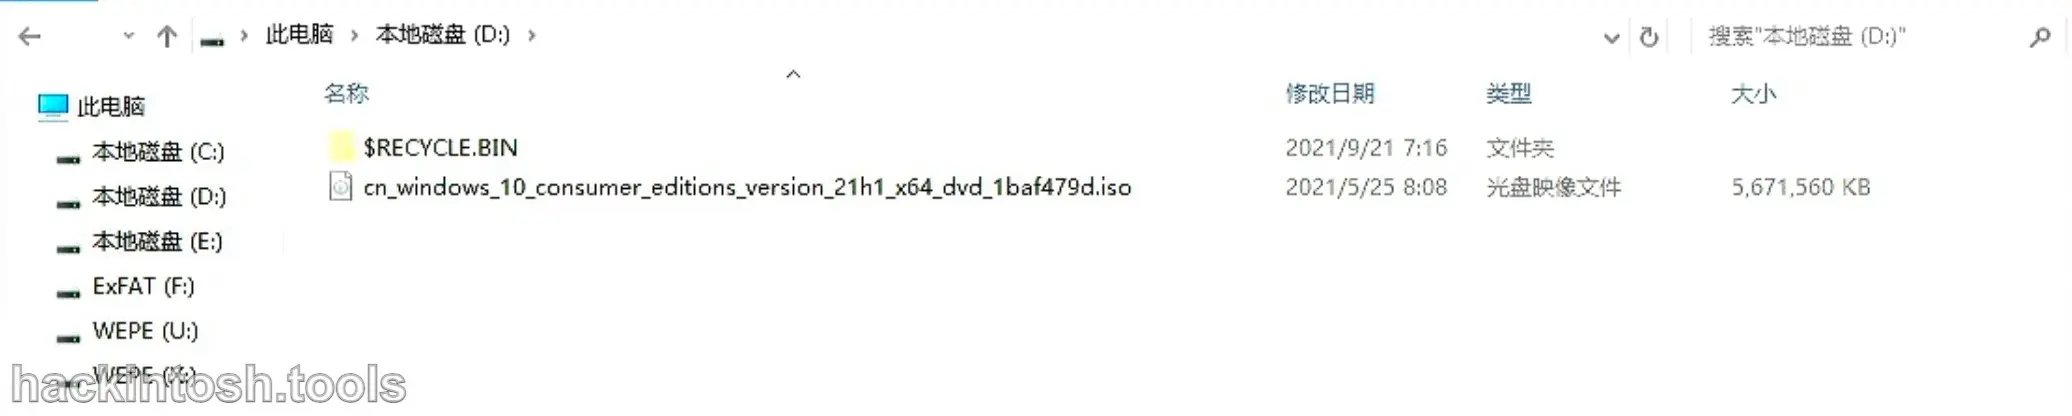 此电脑 › 本地磁盘 (D:) ›
搜索"本地磁盘 (D:)"
名称 修改日期 类型 大小
$RECYCLE.BIN 2021/9/21 7:16 文件夹
cn_windows_10_consumer_editions_version_21h1_x64_dvd_1baf479d.iso 2021/5/25 8:08 光盘映像文件 5,671,560 KB
此电脑
本地磁盘 (C:)
本地磁盘 (D:)
本地磁盘 (E:)
ExFAT (F:)
WEPE (U:)
WEPE (X:)
hackintosh.tools